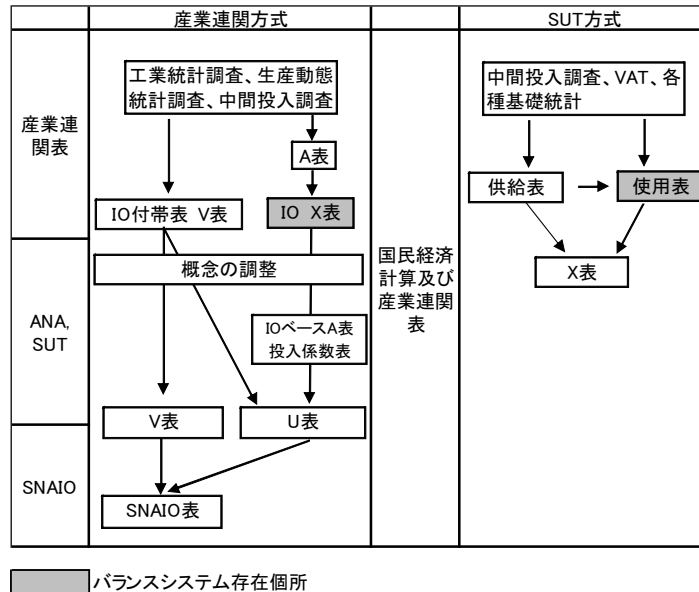 産業連関方式
SUT方式
産業連
関表
工業統計調査、生産動態
統計調査、中間投入調査
A表
IO付帯表 V表
IO X表
概念の調整
ANA,
SUT
IOベースA表
投入係数表
V表
U表
SNAIO
SNAIO表
国民経済
計算及び
産業連関
表
中間投入調査、VAT、各
種基礎統計
供給表
使用表
X表
バランスシステム存在個所